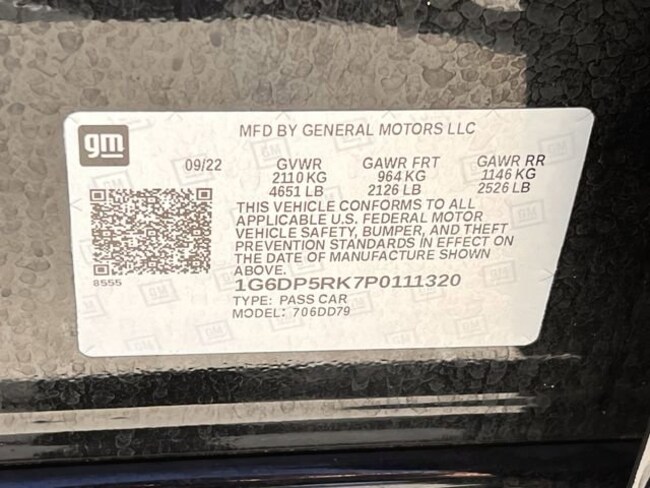 gm
MFD BY GENERAL MOTORS LLC
09/22 GVWR GAWR FRT GAWR RR
2110 KG 964 KG 1146 KG
4651 LB 2126 LB 2526 LB
THIS VEHICLE CONFORMS TO ALL
APPLICABLE U.S. FEDERAL MOTOR
VEHICLE SAFETY, BUMPER, AND THEFT
PREVENTION STANDARDS IN EFFECT ON
THE DATE OF MANUFACTURE SHOWN
ABOVE.
8555
1G6DP5RK7P0111320
TYPE: PASS CAR
MODEL: 706DD79